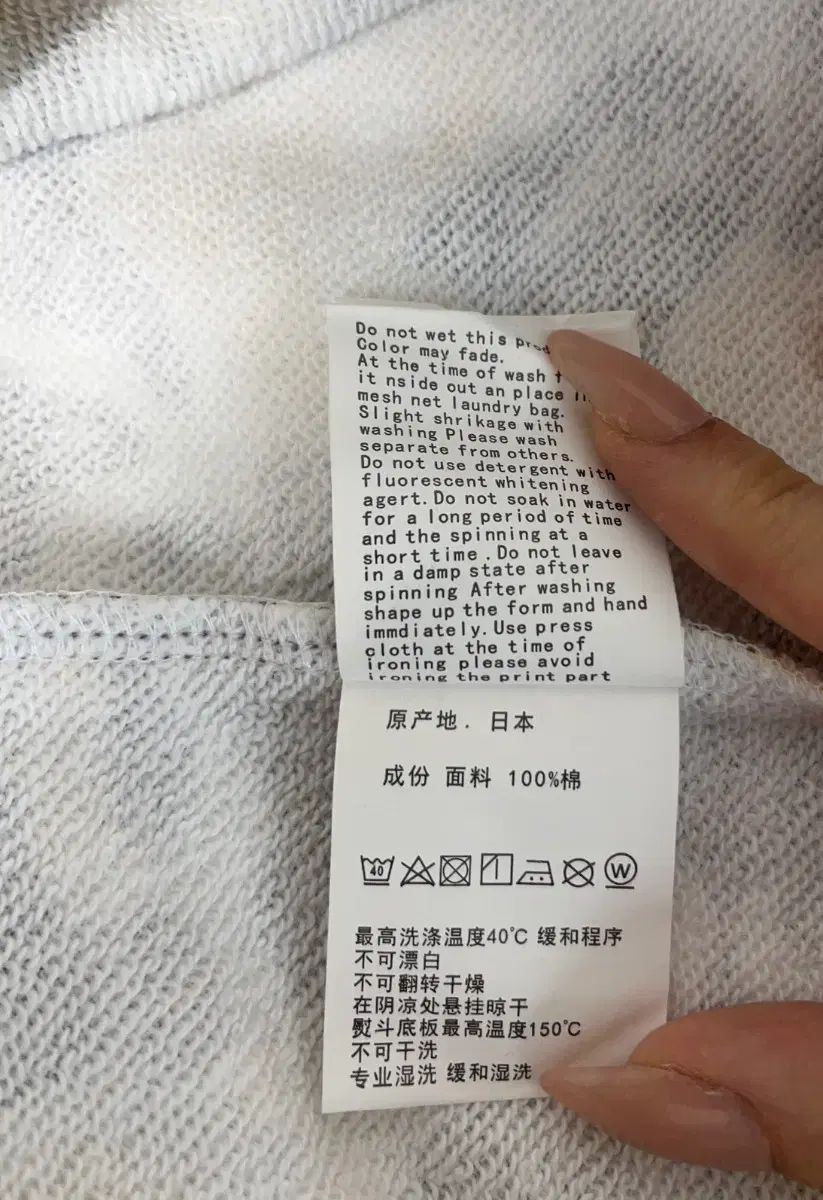 Do not wet this
Color may fade.
At the time of wash
it nside out an place
mesh net laundry bag.
Slight shrikage with
washing Please wash
separate from others.
Do not use detergent with
fluorescent whitening
agert. Do not soak in water
for a long period of time
and the spinning at a
short time. Do not leave
in a damp state after
spinning After washing
shape up the form and hand
immdiately. Use press
cloth at the time of
ironing please avoid
ironing the print part
原产地. 日本
成份 面料 100%棉
40 W
最高洗涤温度40℃ 缓和程序
不可漂白
不可翻转干燥
在阴凉处悬挂晾干
熨斗底板最高温度150℃
不可干洗
专业湿洗 缓和湿洗